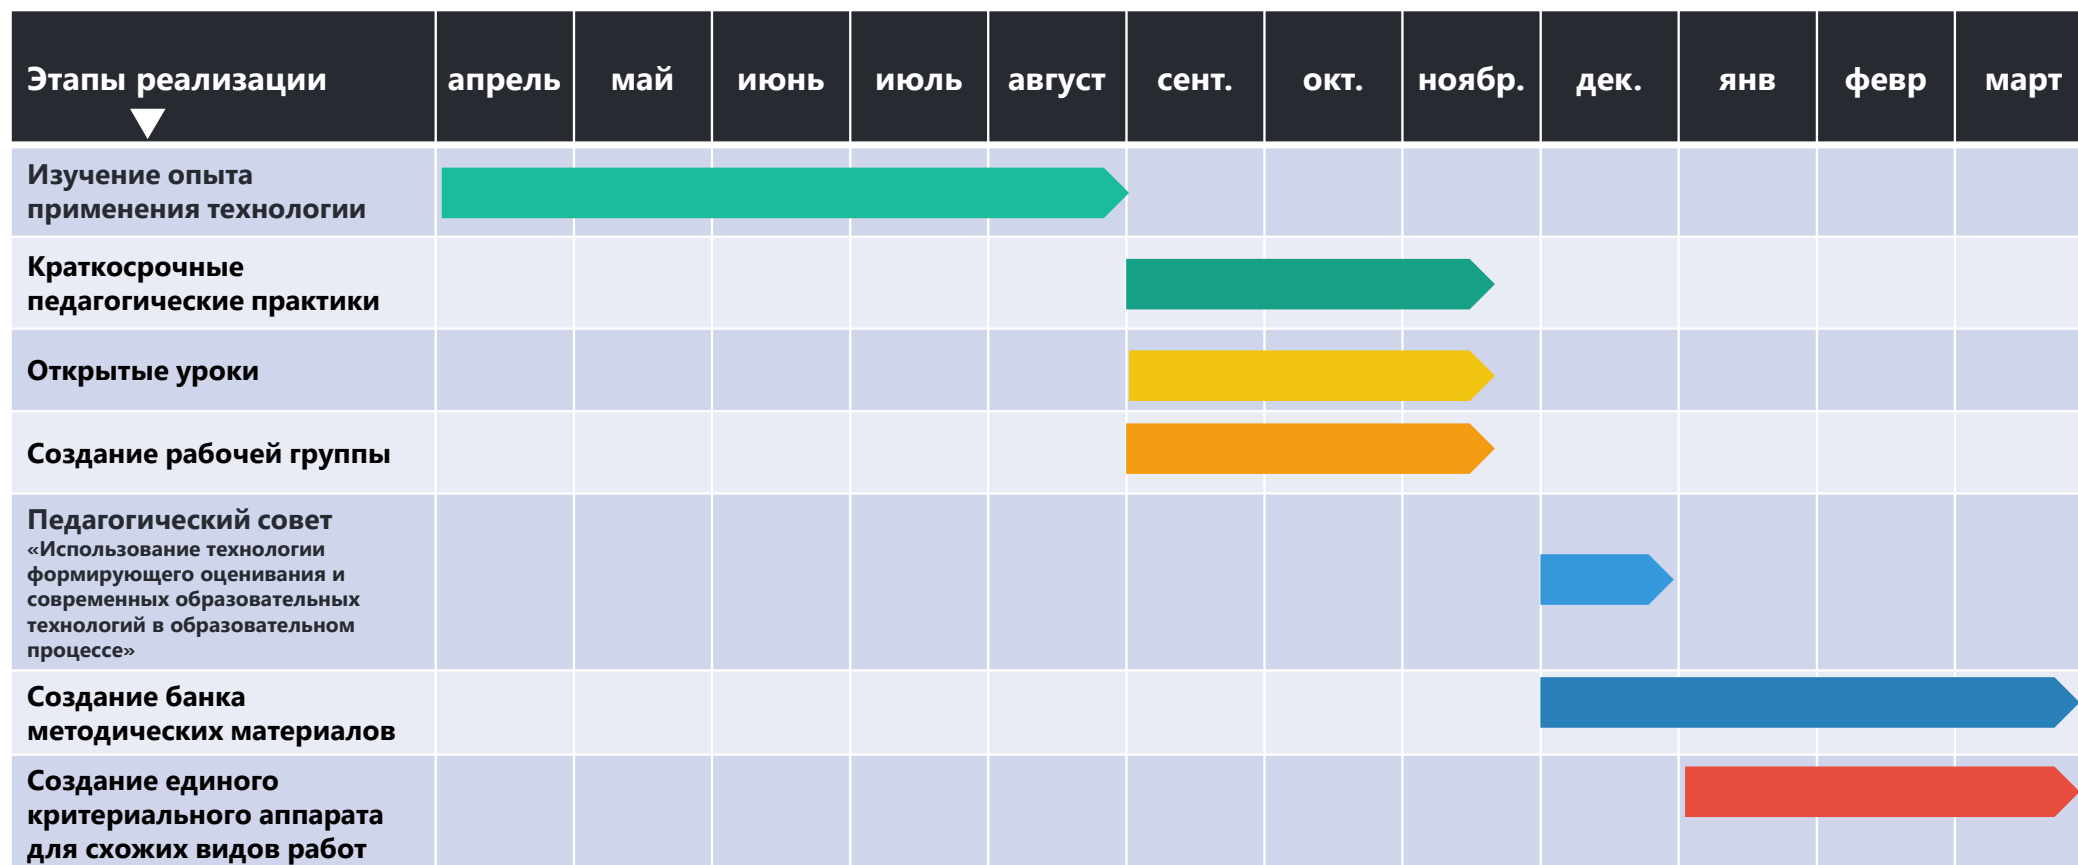 Этапы реализации
апрель
май
июнь
июль
август
сент.
окт.
ноябр.
дек.
янв
февр
март
Изучение опыта
применения технологии
Краткосрочные
педагогические практики
Открытые уроки
Создание рабочей группы
Педагогический совет
«Использование технологии
формирующего оценивания и
современных образовательных
технологий в образовательном
процессе»
Создание банка
методических материалов
Создание единого
критериального аппарата
для схожих видов работ